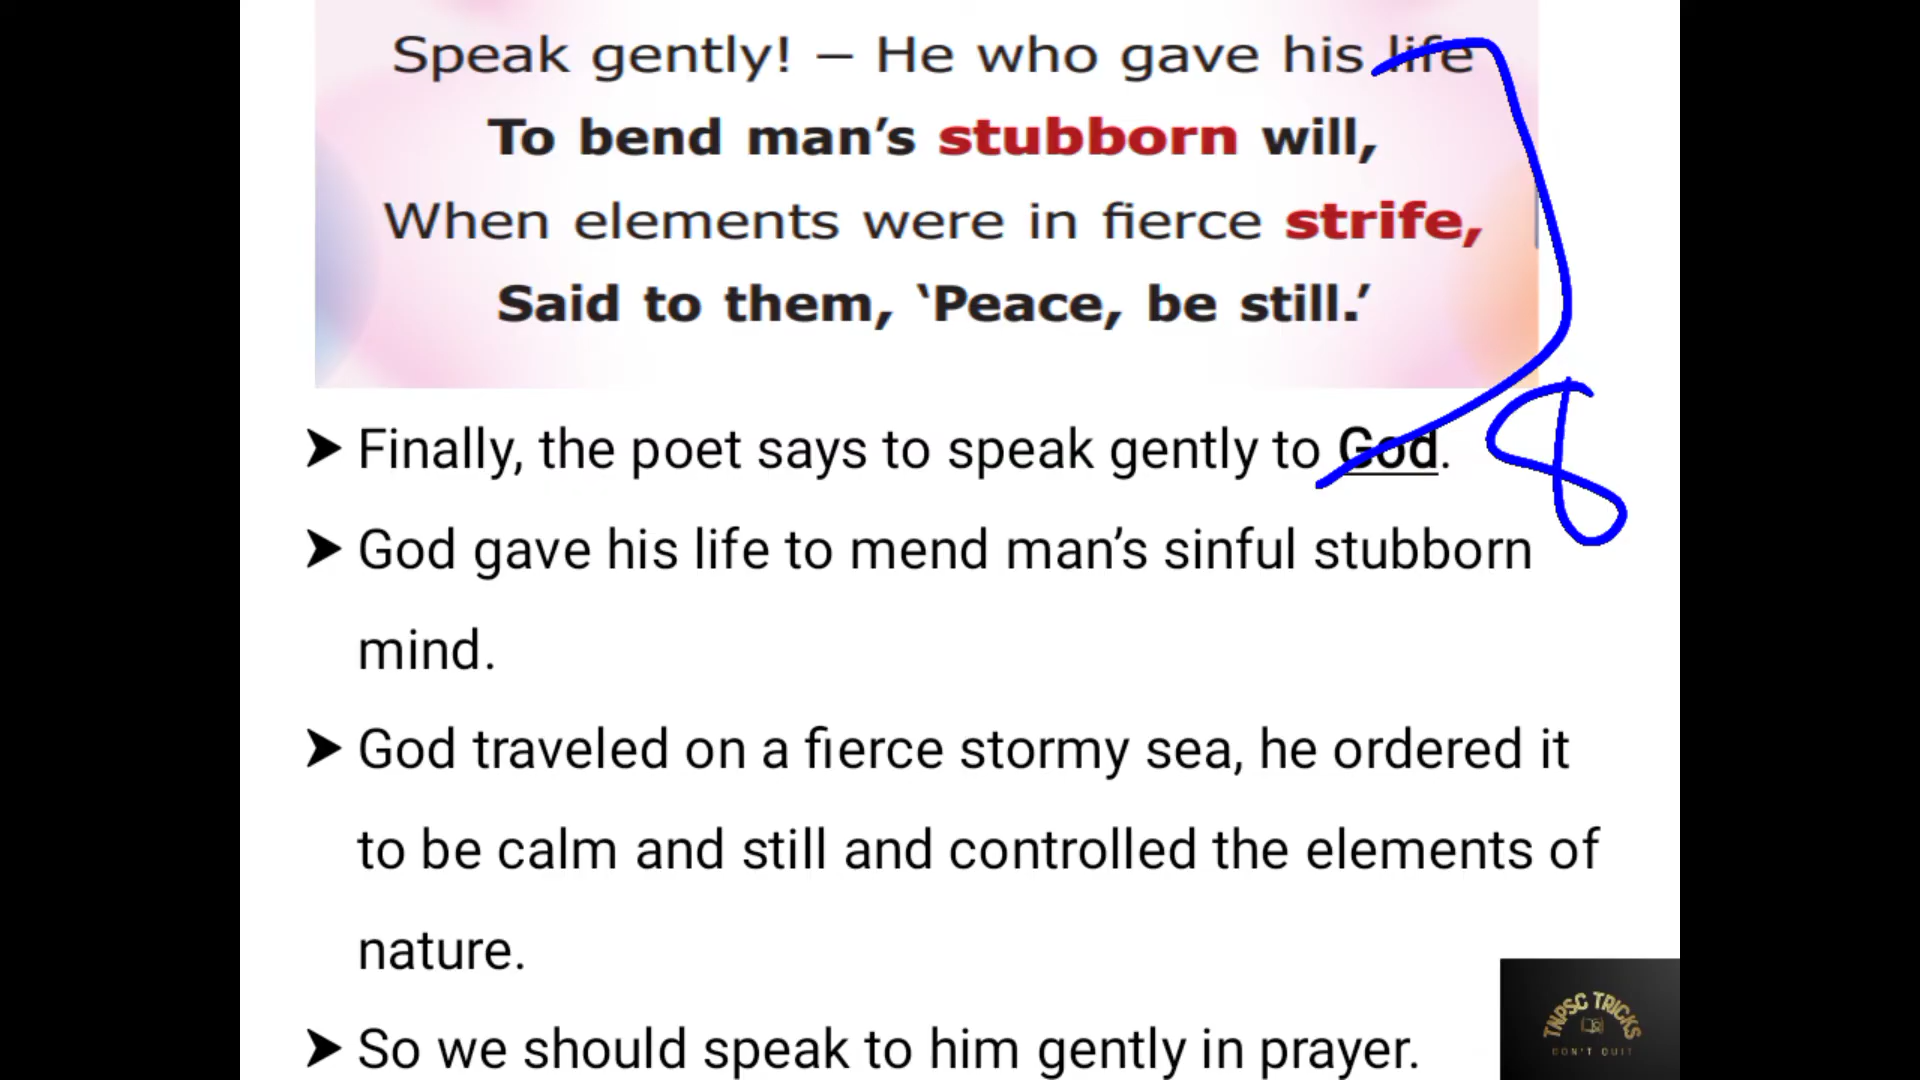 Speak gently! – He who gave his life
To bend man’s stubborn will,
When elements were in fierce strife,
Said to them, ‘Peace, be still.’
8
➤ Finally, the poet says to speak gently to God.
➤ God gave his life to mend man’s sinful stubborn
mind.
➤ God traveled on a fierce stormy sea, he ordered it
to be calm and still and controlled the elements of
nature.
➤ So we should speak to him gently in prayer.
TNPSC TRICKS
DON'T QUIT